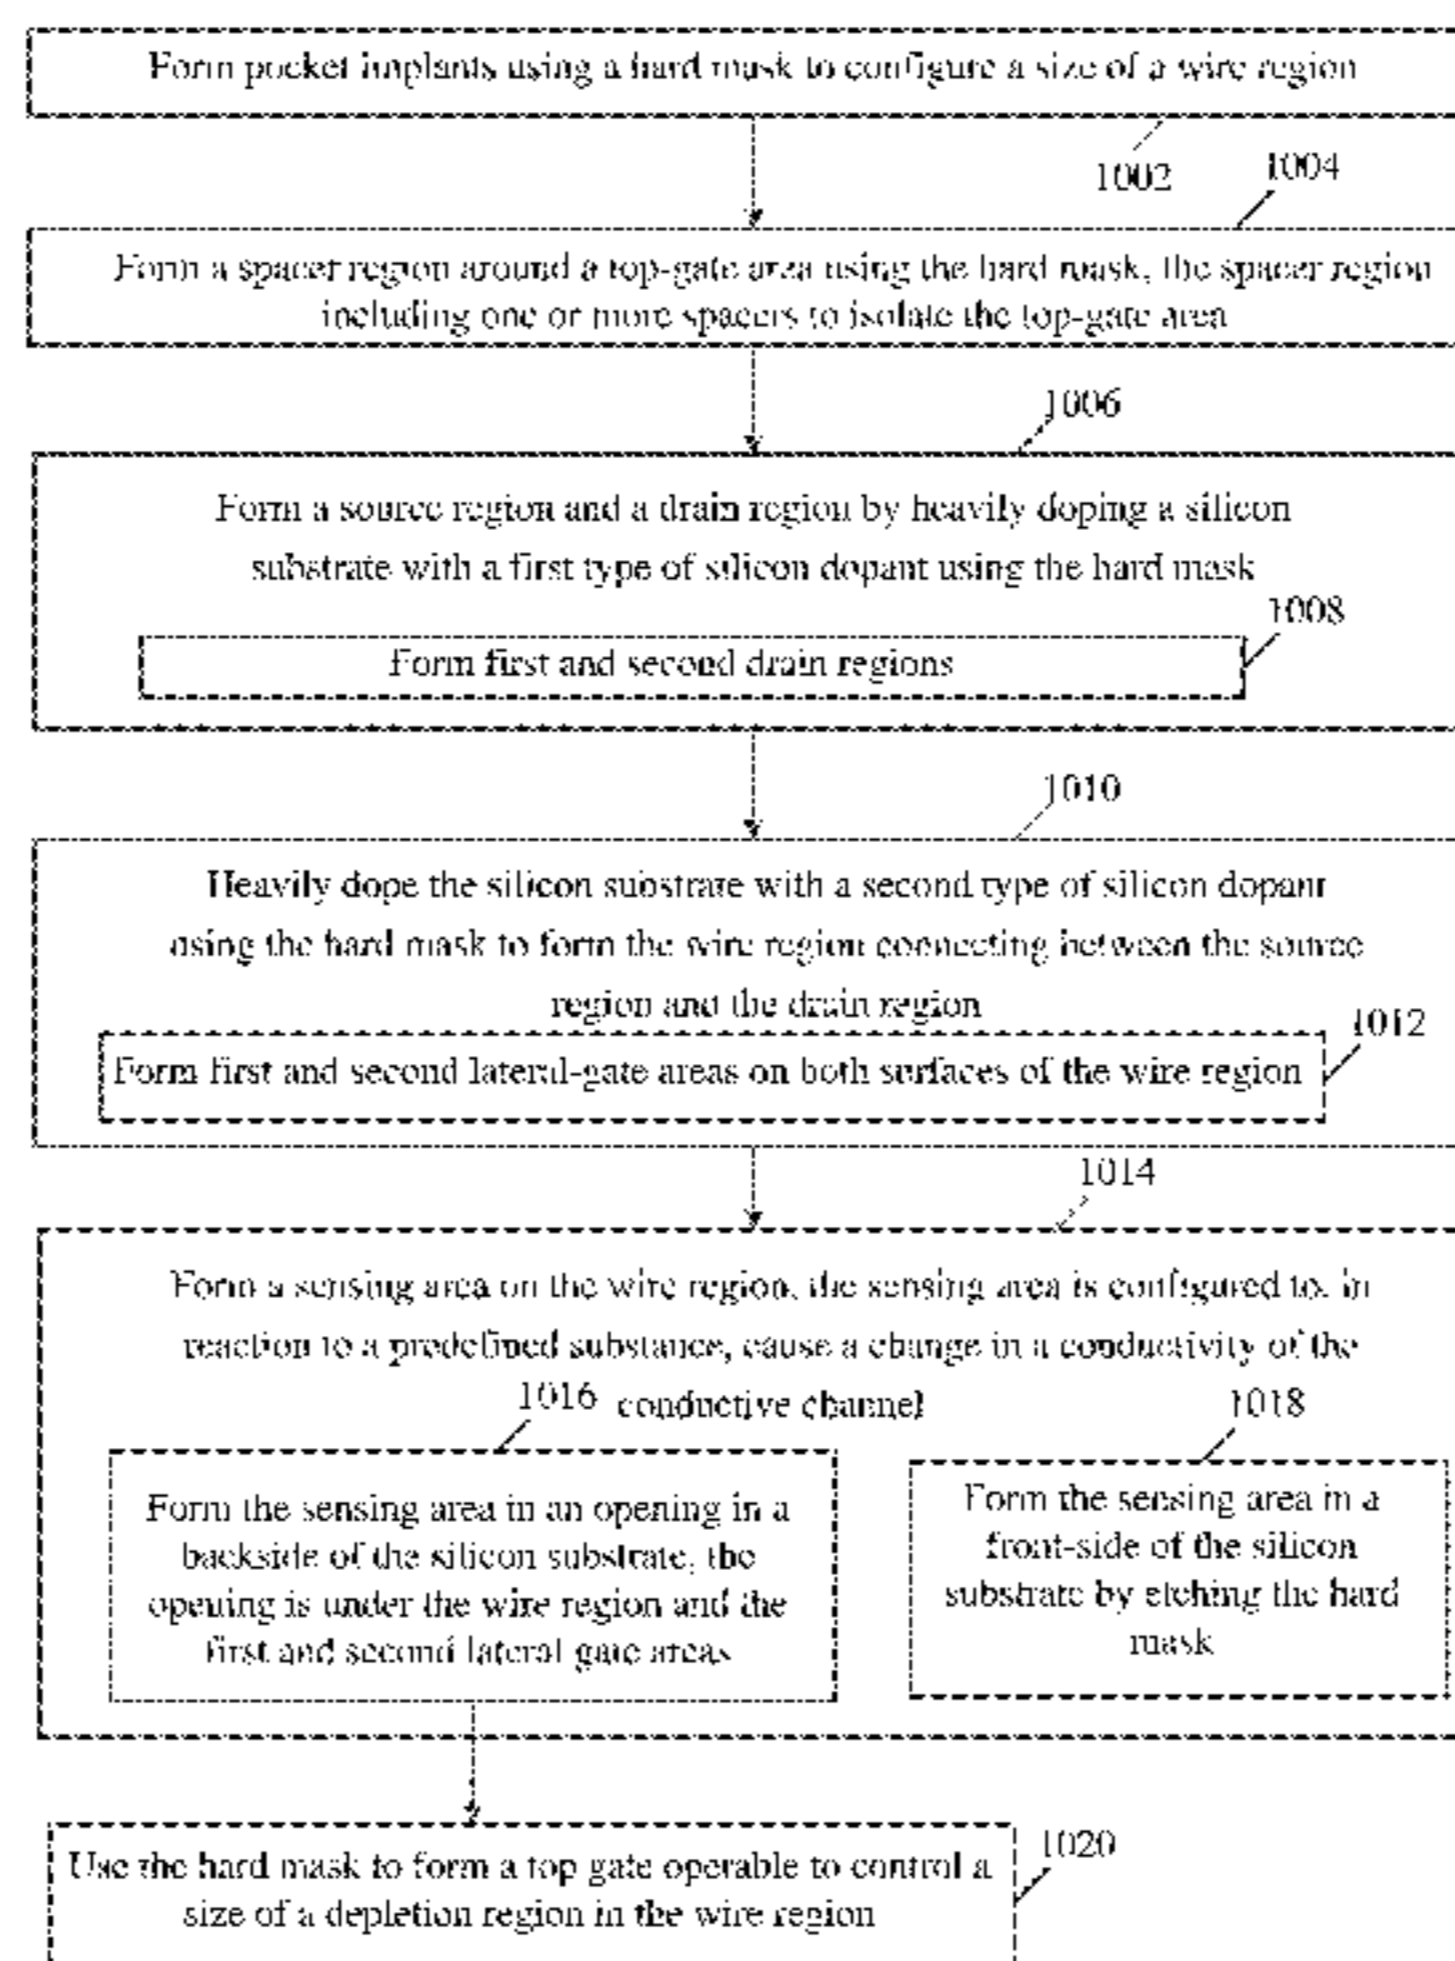 Form pocket implants using a hard mask to configure a size of a wire region
1002
1004
Form a spacer region around a top-gate area using the hard mask, the spacer region
including one or more spacers to isolate the top-gate area
1006
Form a source region and a drain region by heavily doping a silicon
substrate with a first type of silicon dopant using the hard mask
1008
Form first and second drain regions
1010
Heavily dope the silicon substrate with a second type of silicon dopant
using the hard mask to form the wire region connecting between the source
region and the drain region
1012
Form first and second lateral-gate areas on both surfaces of the wire region
1014
Form a sensing area on the wire region, the sensing area is configured to, in
reaction to a predefined substance, cause a change in a conductivity of the
conductive channel
1016
1018
Form the sensing area in an opening in a
backside of the silicon substrate, the
opening is under the wire region and the
first and second lateral gate areas
Form the sensing area in a
front-side of the silicon
substrate by etching the hard
mask
1020
Use the hard mask to form a top gate operable to control a
size of a depletion region in the wire region